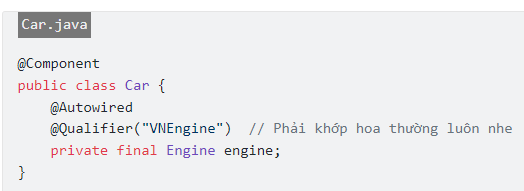 Car.java
@Component
public class Car {
    @Autowired
    @Qualifier("VNEngine")  // Phải khớp hoa thường luôn nhe
    private final Engine engine;
}